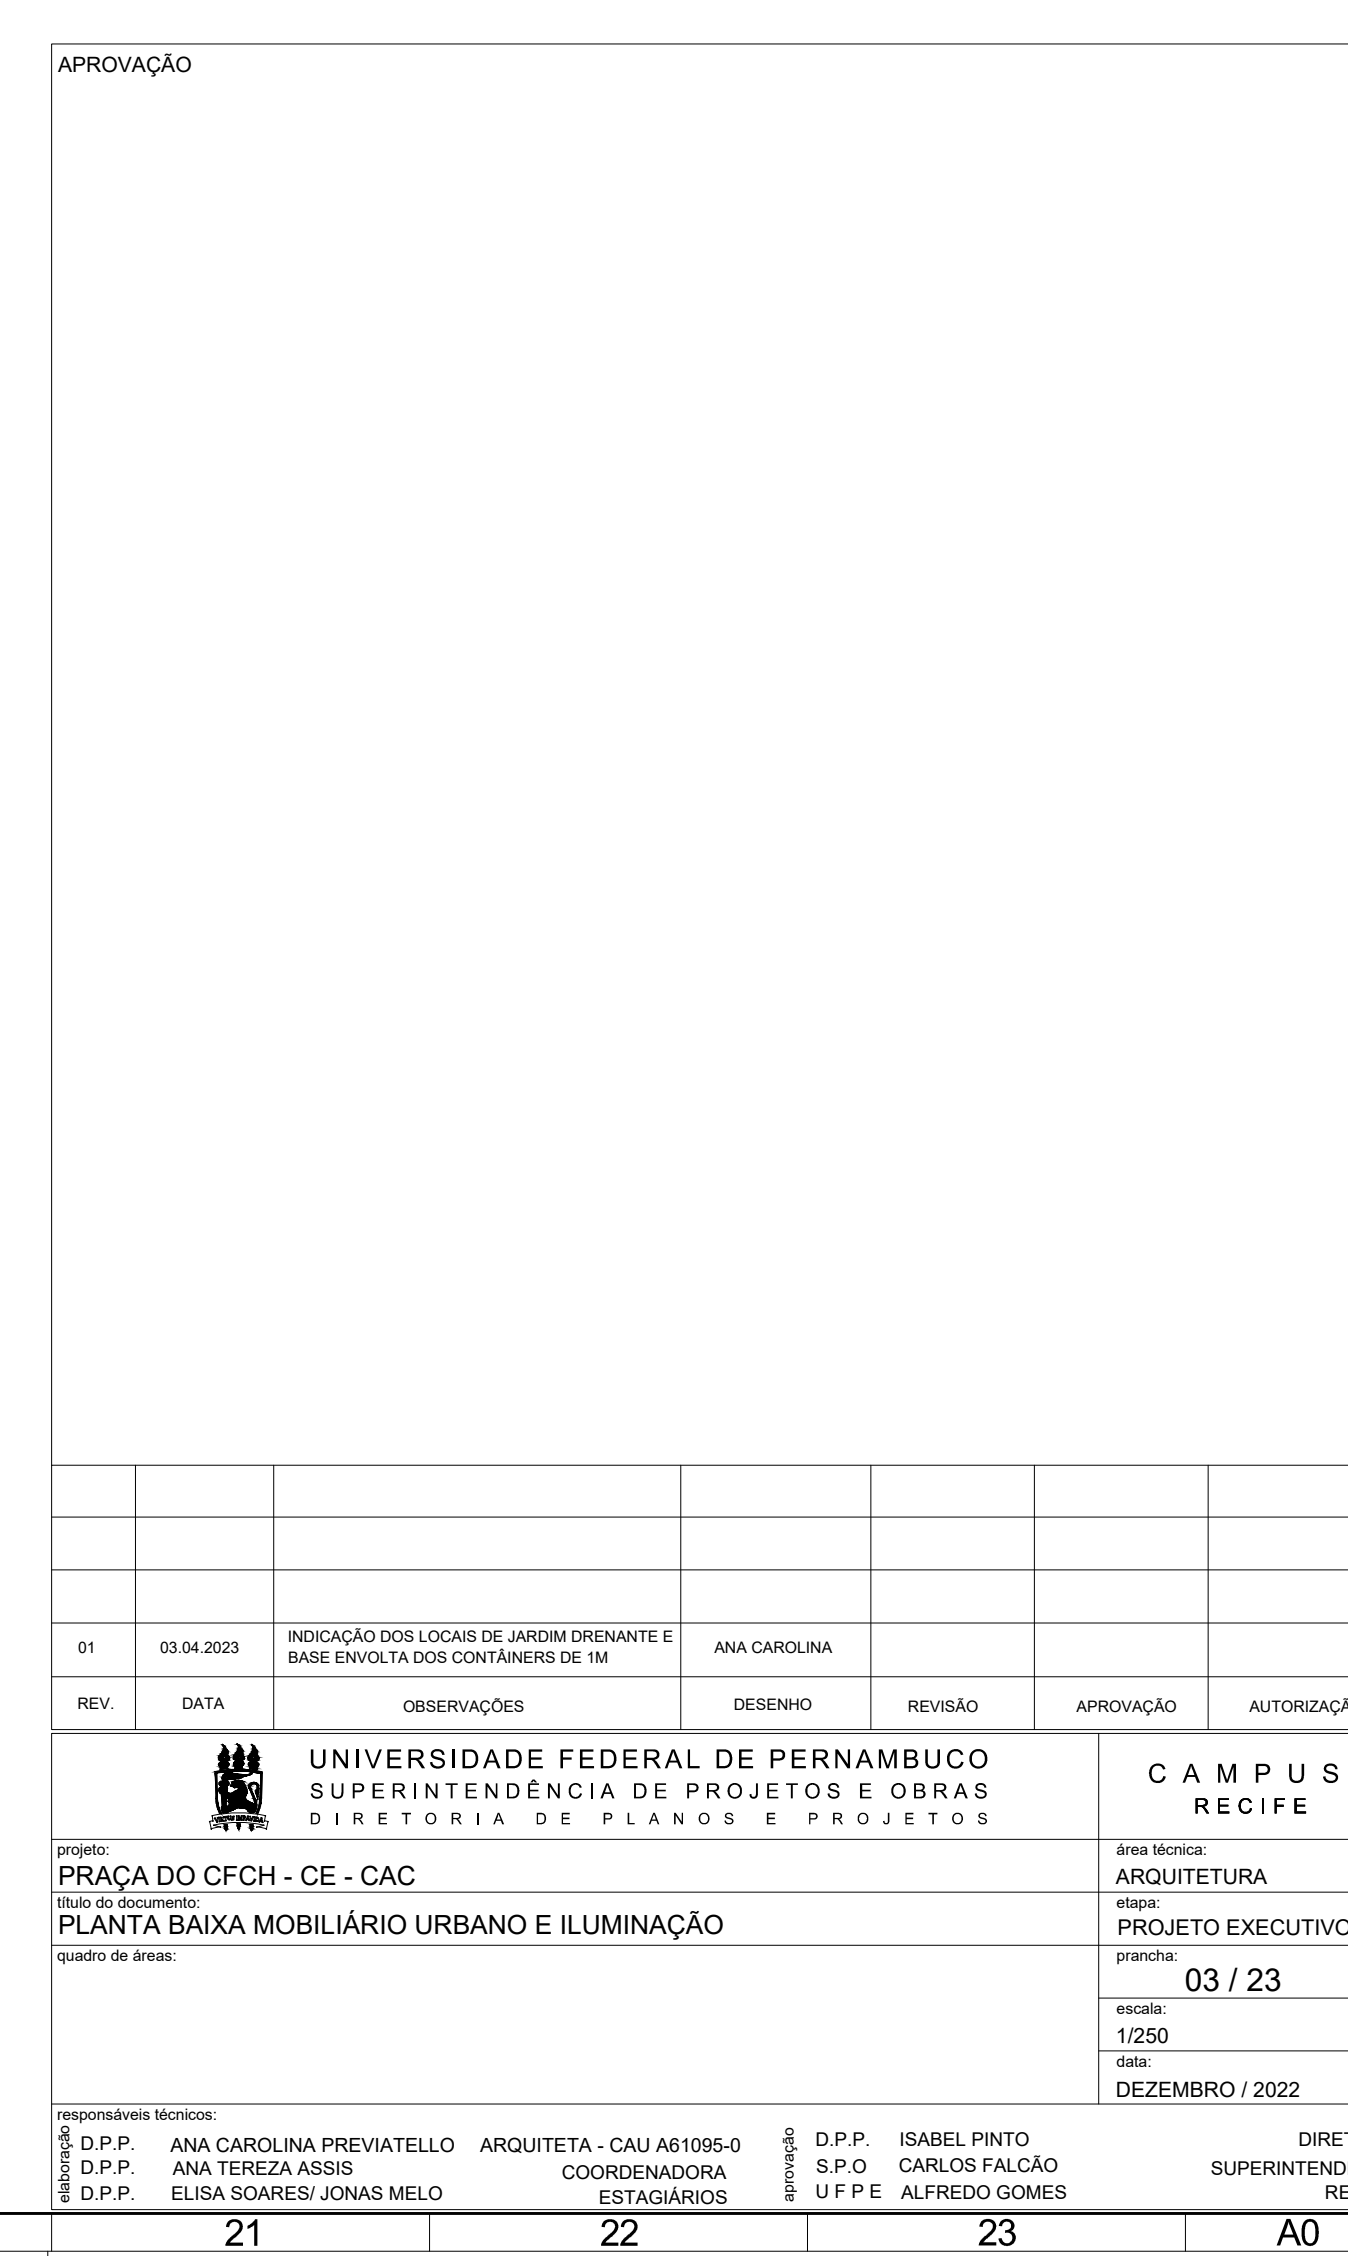 APROVAÇÃO
01 03.04.2023 INDICAÇÃO DOS LOCAIS DE JARDIM DRENANTE E ANA CAROLINA
BASE ENVOLTA DOS CONTÂINERS DE 1M
REV. DATA OBSERVAÇÕES DESENHO REVISÃO APROVAÇÃO AUTORIZAÇÃ
UNIVERSIDADE FEDERAL DE PERNAMBUCO
SUPERINTENDÊNCIA DE PROJETOS E OBRAS
DIRETORIA DE PLANOS E PROJETOS
CAMPUS
RECIFE
projeto:
PRAÇA DO CFCH - CE - CAC
área técnica:
ARQUITETURA
título do documento:
PLANTA BAIXA MOBILIÁRIO URBANO E ILUMINAÇÃO
etapa:
PROJETO EXECUTIVO
quadro de áreas:
prancha:
03 / 23
escala:
1/250
data:
DEZEMBRO / 2022
responsáveis técnicos:
elaboração
D.P.P. ANA CAROLINA PREVIATELLO ARQUITETA - CAU A61095-0
D.P.P. ANA TEREZA ASSIS COORDENADORA
D.P.P. ELISA SOARES/ JONAS MELO ESTAGIÁRIOS
aprovação
D.P.P. ISABEL PINTO DIRET
S.P.O CARLOS FALCÃO SUPERINTEND
UFPE ALFREDO GOMES RE
21 22 23 A0